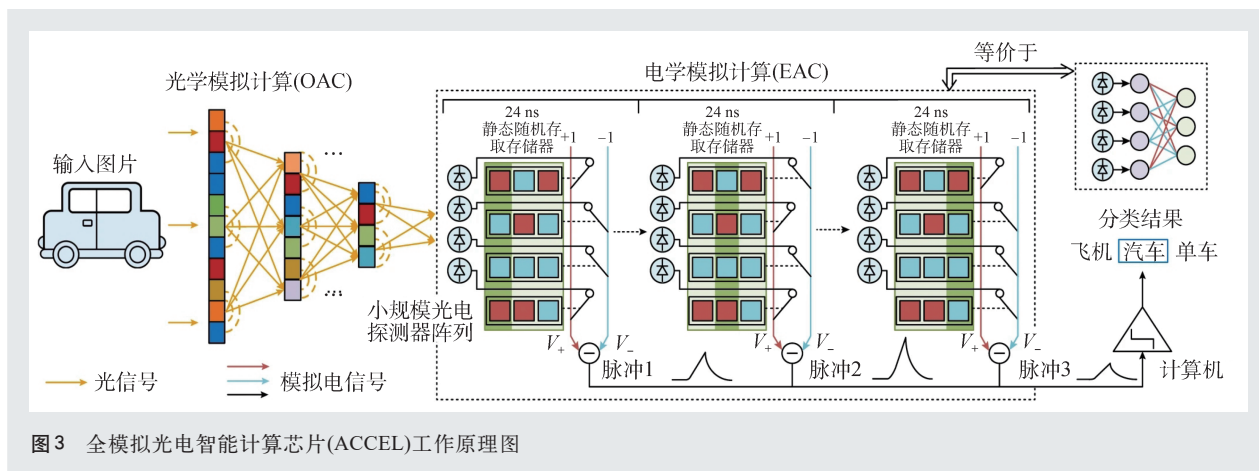 等价于
光学模拟计算(OAC)
电学模拟计算(EAC)
24 ns
静态随机存
取存储器
+1
−1
24 ns
静态随机存
取存储器
+1
−1
24 ns
静态随机存
取存储器
+1
−1
输入图片
...
...
小规模光电
探测器阵列
V+
V−
V+
V−
V+
V−
脉冲1
脉冲2
脉冲3
分类结果
飞机 汽车 单车
计算机
光信号
模拟电信号
图3 全模拟光电智能计算芯片(ACCEL)工作原理图